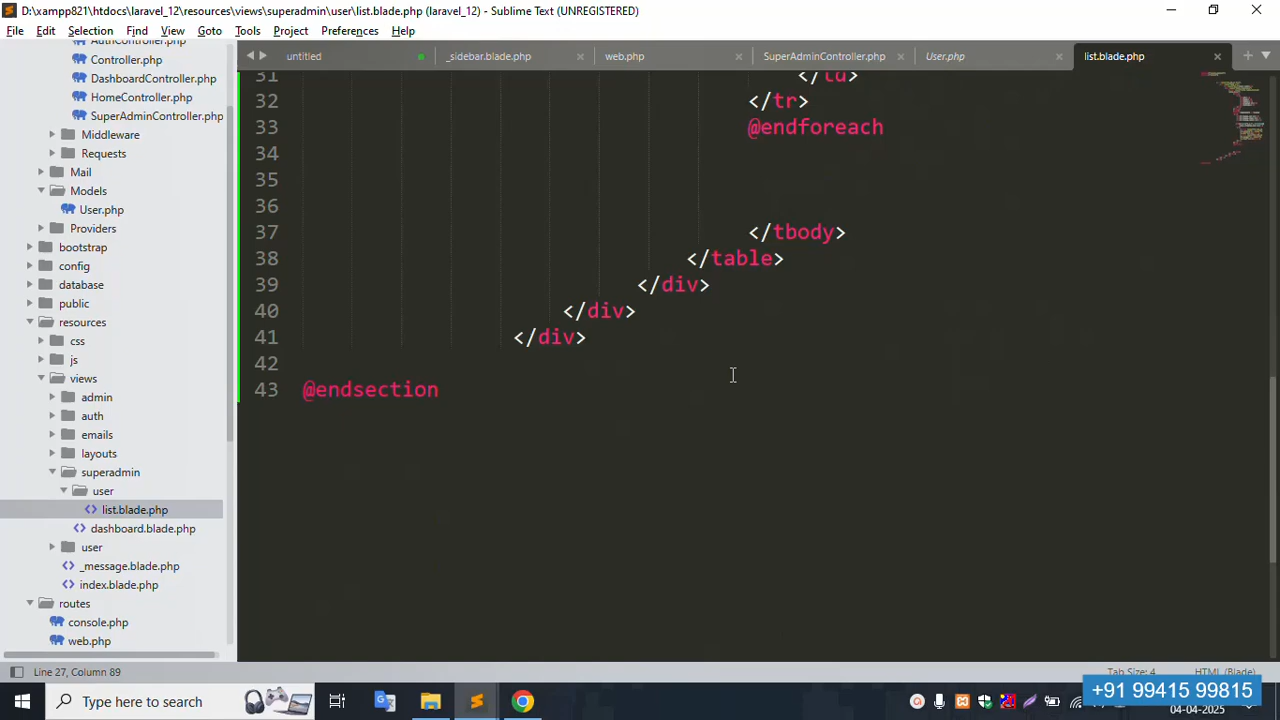 D:\xampp821\htdocs\laravel_12\resources\views\superadmin\user\list.blade.php (laravel_12) - Sublime Text (UNREGISTERED)
File Edit Selection Find View Goto Tools Project Preferences Help
AuthController.php
Controller.php
DashboardController.php
HomeController.php
SuperAdminController.php
Middleware
Requests
Mail
Models
User.php
Providers
bootstrap
config
database
public
resources
css
js
views
admin
auth
emails
layouts
superadmin
user
list.blade.php
dashboard.blade.php
user
_message.blade.php
index.blade.php
routes
console.php
web.php
untitled _sidebar.blade.php web.php SuperAdminController.php User.php list.blade.php
31 </td>
32 </tr>
33 @endforeach
34
35
36
37 </tbody>
38 </table>
39 </div>
40 </div>
41 </div>
42
43 @endsection
Line 27, Column 89 Tab Size: 4 HTML (Blade)
Type here to search
+91 99415 99815
04-04-2025